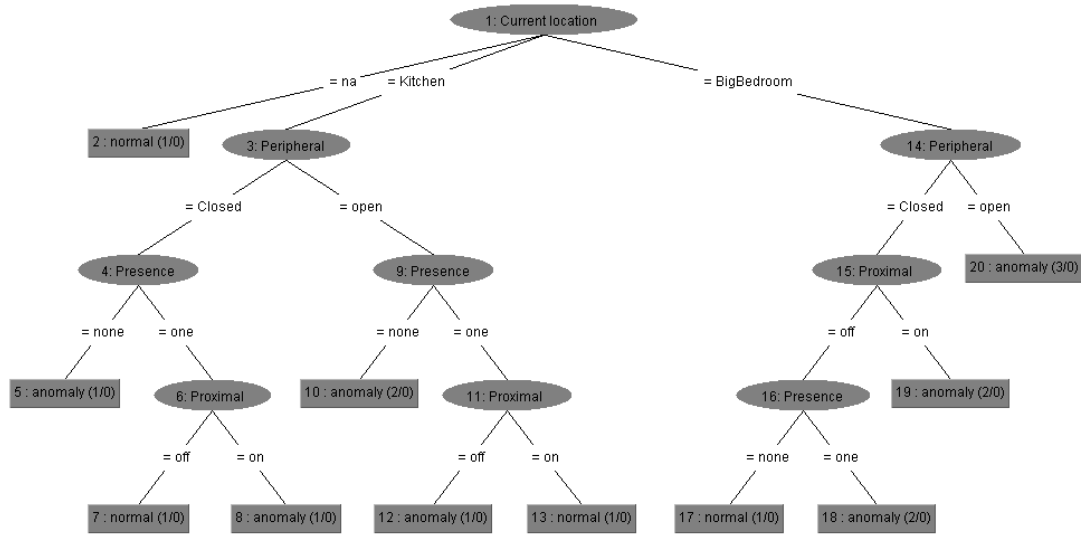 1: Current location
= na
= Kitchen
= BigBedroom
2 : normal (1/0)
3: Peripheral
14: Peripheral
= Closed
= open
= Closed
= open
4: Presence
9: Presence
15: Proximal
20 : anomaly (3/0)
= none
= one
= none
= one
= off
= on
5 : anomaly (1/0)
6: Proximal
10 : anomaly (2/0)
11: Proximal
16: Presence
19 : anomaly (2/0)
= off
= on
= off
= on
= none
= one
7 : normal (1/0)
8 : anomaly (1/0)
12 : anomaly (1/0)
13 : normal (1/0)
17 : normal (1/0)
18 : anomaly (2/0)